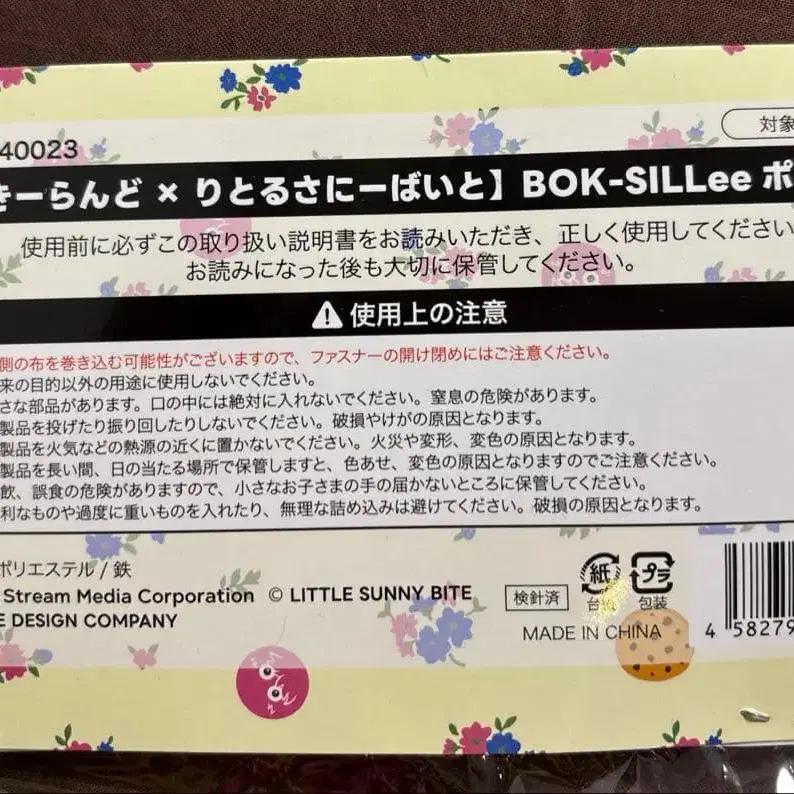 40023
対象
きーらんど × りとるさにーばいと】BOK-SILLee ポ
使用前に必ずこの取り扱い説明書をお読みいただき、正しく使用してください
お読みになった後も大切に保管してください。
⚠ 使用上の注意
側の布を巻き込む可能性がございますので、ファスナーの開け閉めにはご注意ください。
来の目的以外の用途に使用しないでください。
さな部品があります。口の中には絶対に入れないでください。窒息の危険があります。
製品を投げたり振り回したりしないでください。破損やけがの原因となります。
製品を火気などの熱源の近くに置かないでください。火災や変形、変色の原因となります。
製品を長い間、日の当たる場所で保管しますと、色あせ、変色の原因となりますのでご注意ください。
飲、誤食の危険がありますので、小さなお子さまの手の届かないところに保管してください。
利なものや過度に重いものを入れたり、無理な詰め込みは避けてください。破損の原因となります。
ポリエステル / 鉄
Stream Media Corporation © LITTLE SUNNY BITE
E DESIGN COMPANY
検針済
紙
台紙
プラ
包装
MADE IN CHINA
4 58279